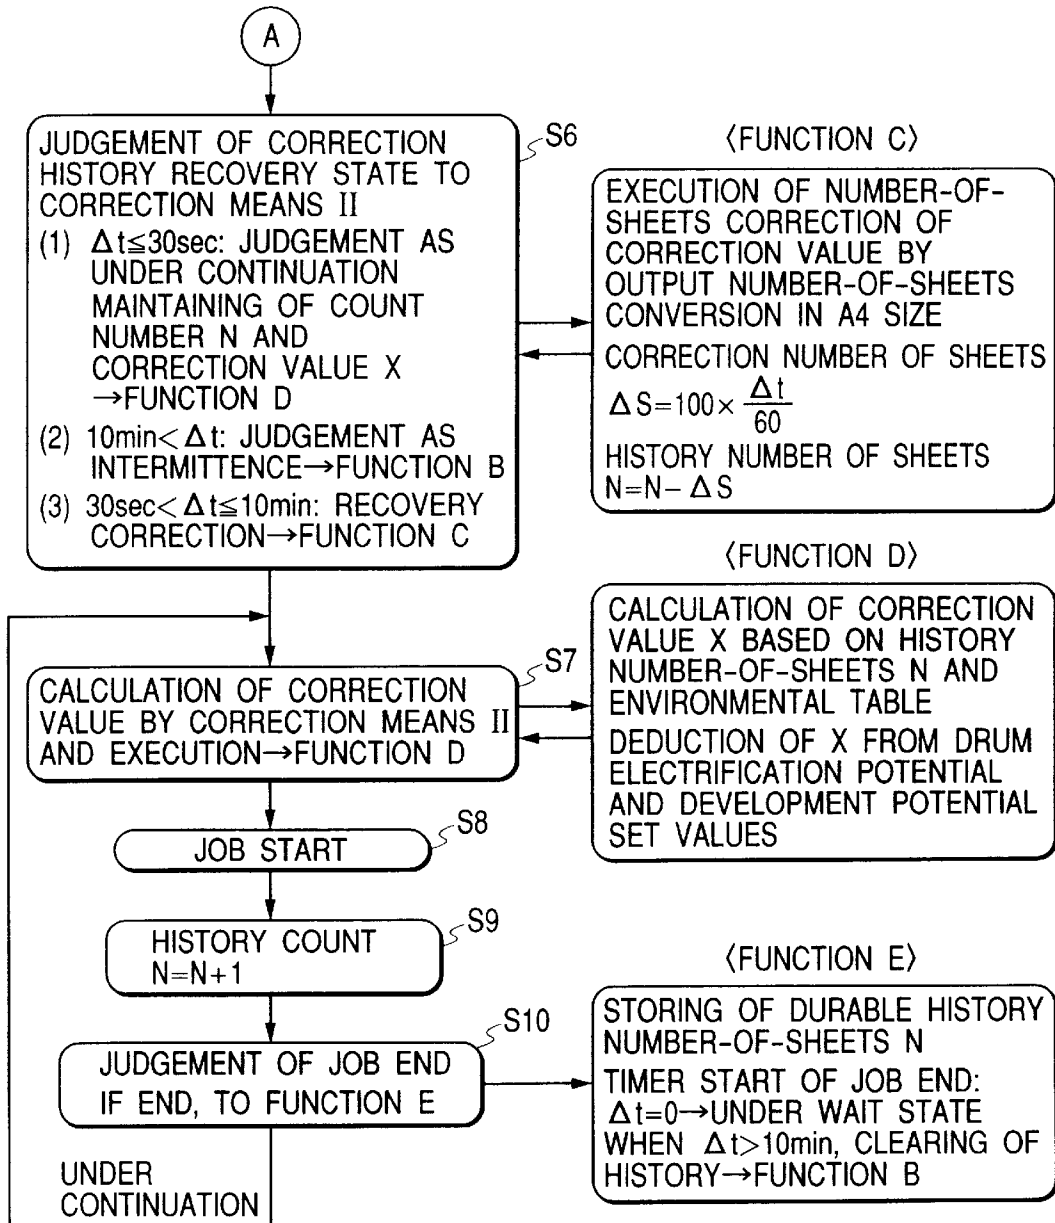 A
S6
JUDGEMENT OF CORRECTION
HISTORY RECOVERY STATE TO
CORRECTION MEANS II
(1) Δt≦30sec: JUDGEMENT AS
UNDER CONTINUATION
MAINTAINING OF COUNT
NUMBER N AND
CORRECTION VALUE X
→FUNCTION D
(2) 10min<Δt: JUDGEMENT AS
INTERMITTENCE→FUNCTION B
(3) 30sec<Δt≦10min: RECOVERY
CORRECTION→FUNCTION C
〈FUNCTION C〉
EXECUTION OF NUMBER-OF-
SHEETS CORRECTION OF
CORRECTION VALUE BY
OUTPUT NUMBER-OF-SHEETS
CONVERSION IN A4 SIZE
CORRECTION NUMBER OF SHEETS
ΔS=100× Δt/60
HISTORY NUMBER OF SHEETS
N=N-ΔS
S7
CALCULATION OF CORRECTION
VALUE BY CORRECTION MEANS II
AND EXECUTION→FUNCTION D
〈FUNCTION D〉
CALCULATION OF CORRECTION
VALUE X BASED ON HISTORY
NUMBER-OF-SHEETS N AND
ENVIRONMENTAL TABLE
DEDUCTION OF X FROM DRUM
ELECTRIFICATION POTENTIAL
AND DEVELOPMENT POTENTIAL
SET VALUES
S8
JOB START
S9
HISTORY COUNT
N=N+1
S10
JUDGEMENT OF JOB END
IF END, TO FUNCTION E
〈FUNCTION E〉
STORING OF DURABLE HISTORY
NUMBER-OF-SHEETS N
TIMER START OF JOB END:
Δt=0→UNDER WAIT STATE
WHEN Δt>10min, CLEARING OF
HISTORY→FUNCTION B
UNDER
CONTINUATION